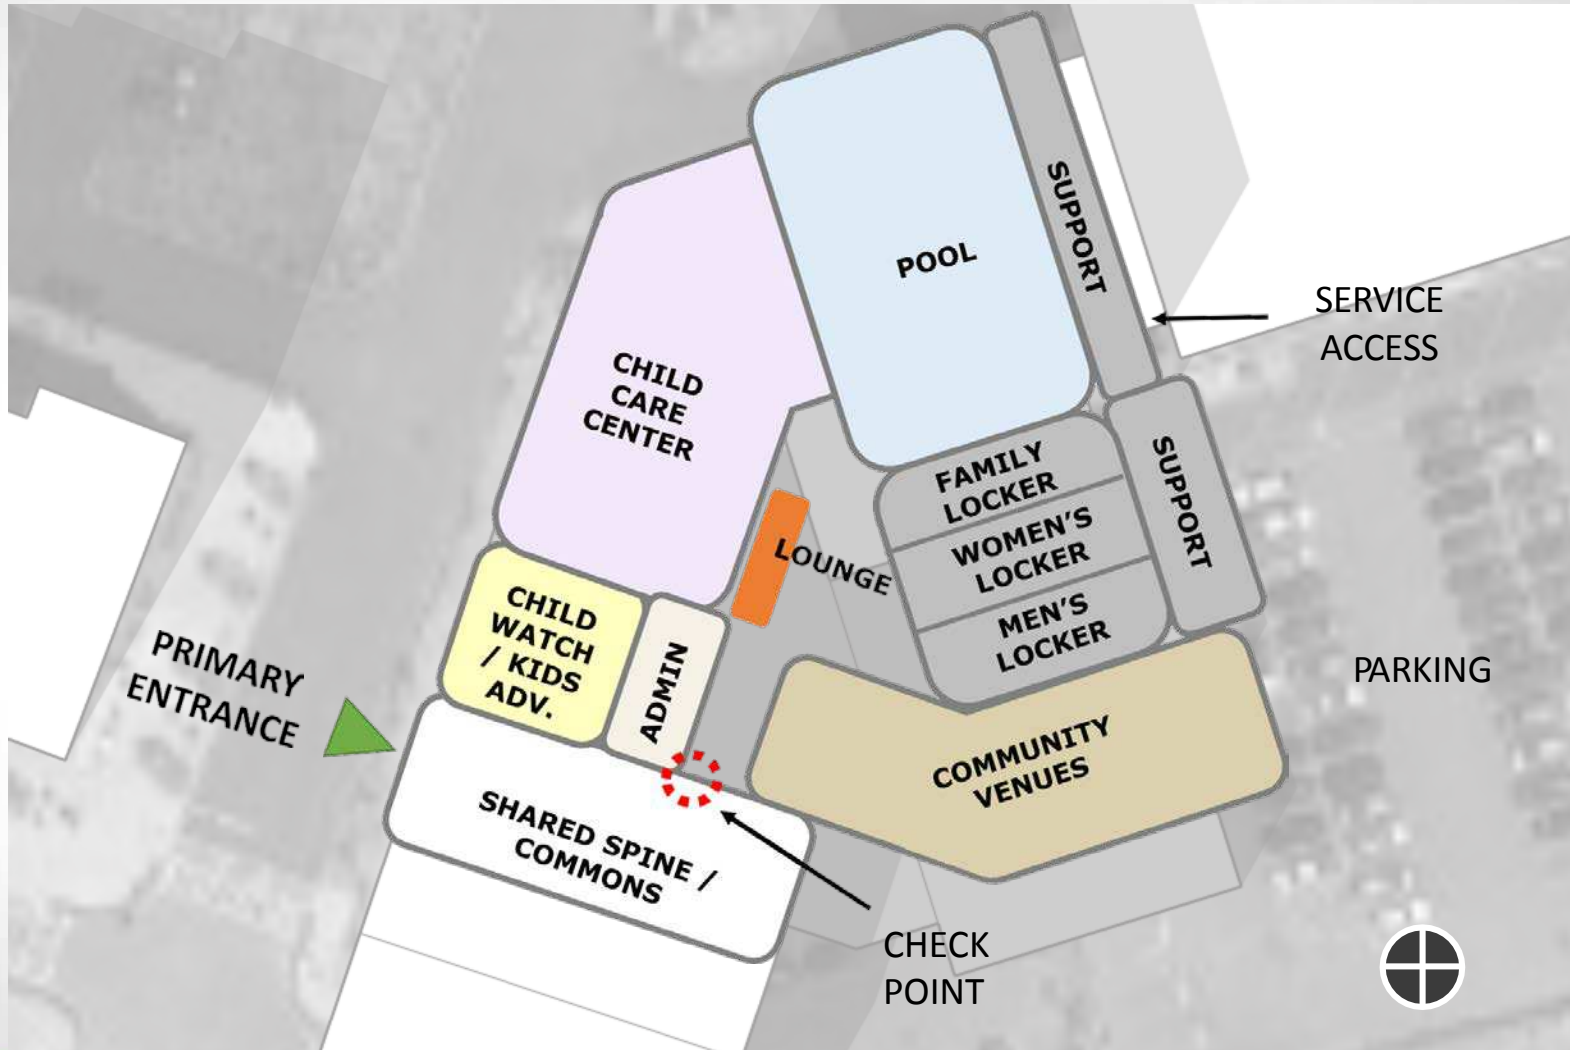 POOL
SUPPORT
SERVICE
ACCESS
CHILD
CARE
CENTER
FAMILY
LOCKER
WOMEN'S
LOCKER
MEN'S
LOCKER
SUPPORT
LOUNGE
CHILD
WATCH
/ KIDS
ADV.
ADMIN
PRIMARY
ENTRANCE
PARKING
COMMUNITY
VENUES
SHARED SPINE /
COMMONS
CHECK
POINT